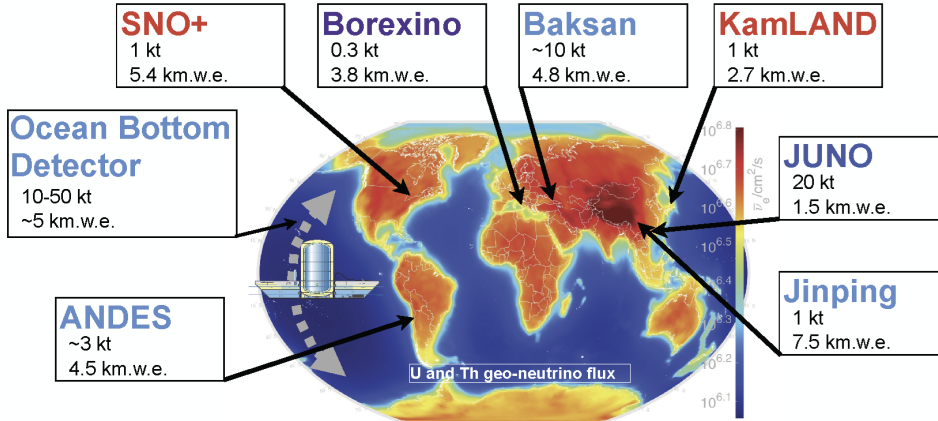 SNO+
1 kt
5.4 km.w.e.
Borexino
0.3 kt
3.8 km.w.e.
Baksan
~10 kt
4.8 km.w.e.
KamLAND
1 kt
2.7 km.w.e.
Ocean Bottom
Detector
10-50 kt
~5 km.w.e.
JUNO
20 kt
1.5 km.w.e.
ANDES
~3 kt
4.5 km.w.e.
Jinping
1 kt
7.5 km.w.e.
U and Th geo-neutrino flux
10^6.8
10^6.7
10^6.6
10^6.5
10^6.4
10^6.3
10^6.2
10^6.1
ν̄e/cm²/s